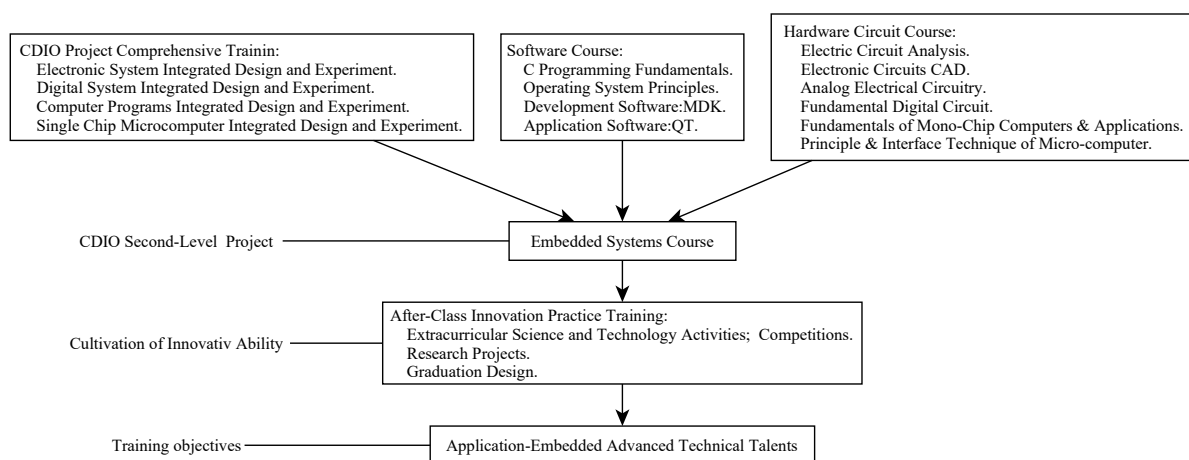 CDIO Project Comprehensive Trainin:
Electronic System Integrated Design and Experiment.
Digital System Integrated Design and Experiment.
Computer Programs Integrated Design and Experiment.
Single Chip Microcomputer Integrated Design and Experiment.
Software Course:
C Programming Fundamentals.
Operating System Principles.
Development Software:MDK.
Application Software:QT.
Hardware Circuit Course:
Electric Circuit Analysis.
Electronic Circuits CAD.
Analog Electrical Circuitry.
Fundamental Digital Circuit.
Fundamentals of Mono-Chip Computers & Applications.
Principle & Interface Technique of Micro-computer.
CDIO Second-Level Project
Embedded Systems Course
Cultivation of Innovativ Ability
After-Class Innovation Practice Training:
Extracurricular Science and Technology Activities; Competitions.
Research Projects.
Graduation Design.
Training objectives
Application-Embedded Advanced Technical Talents